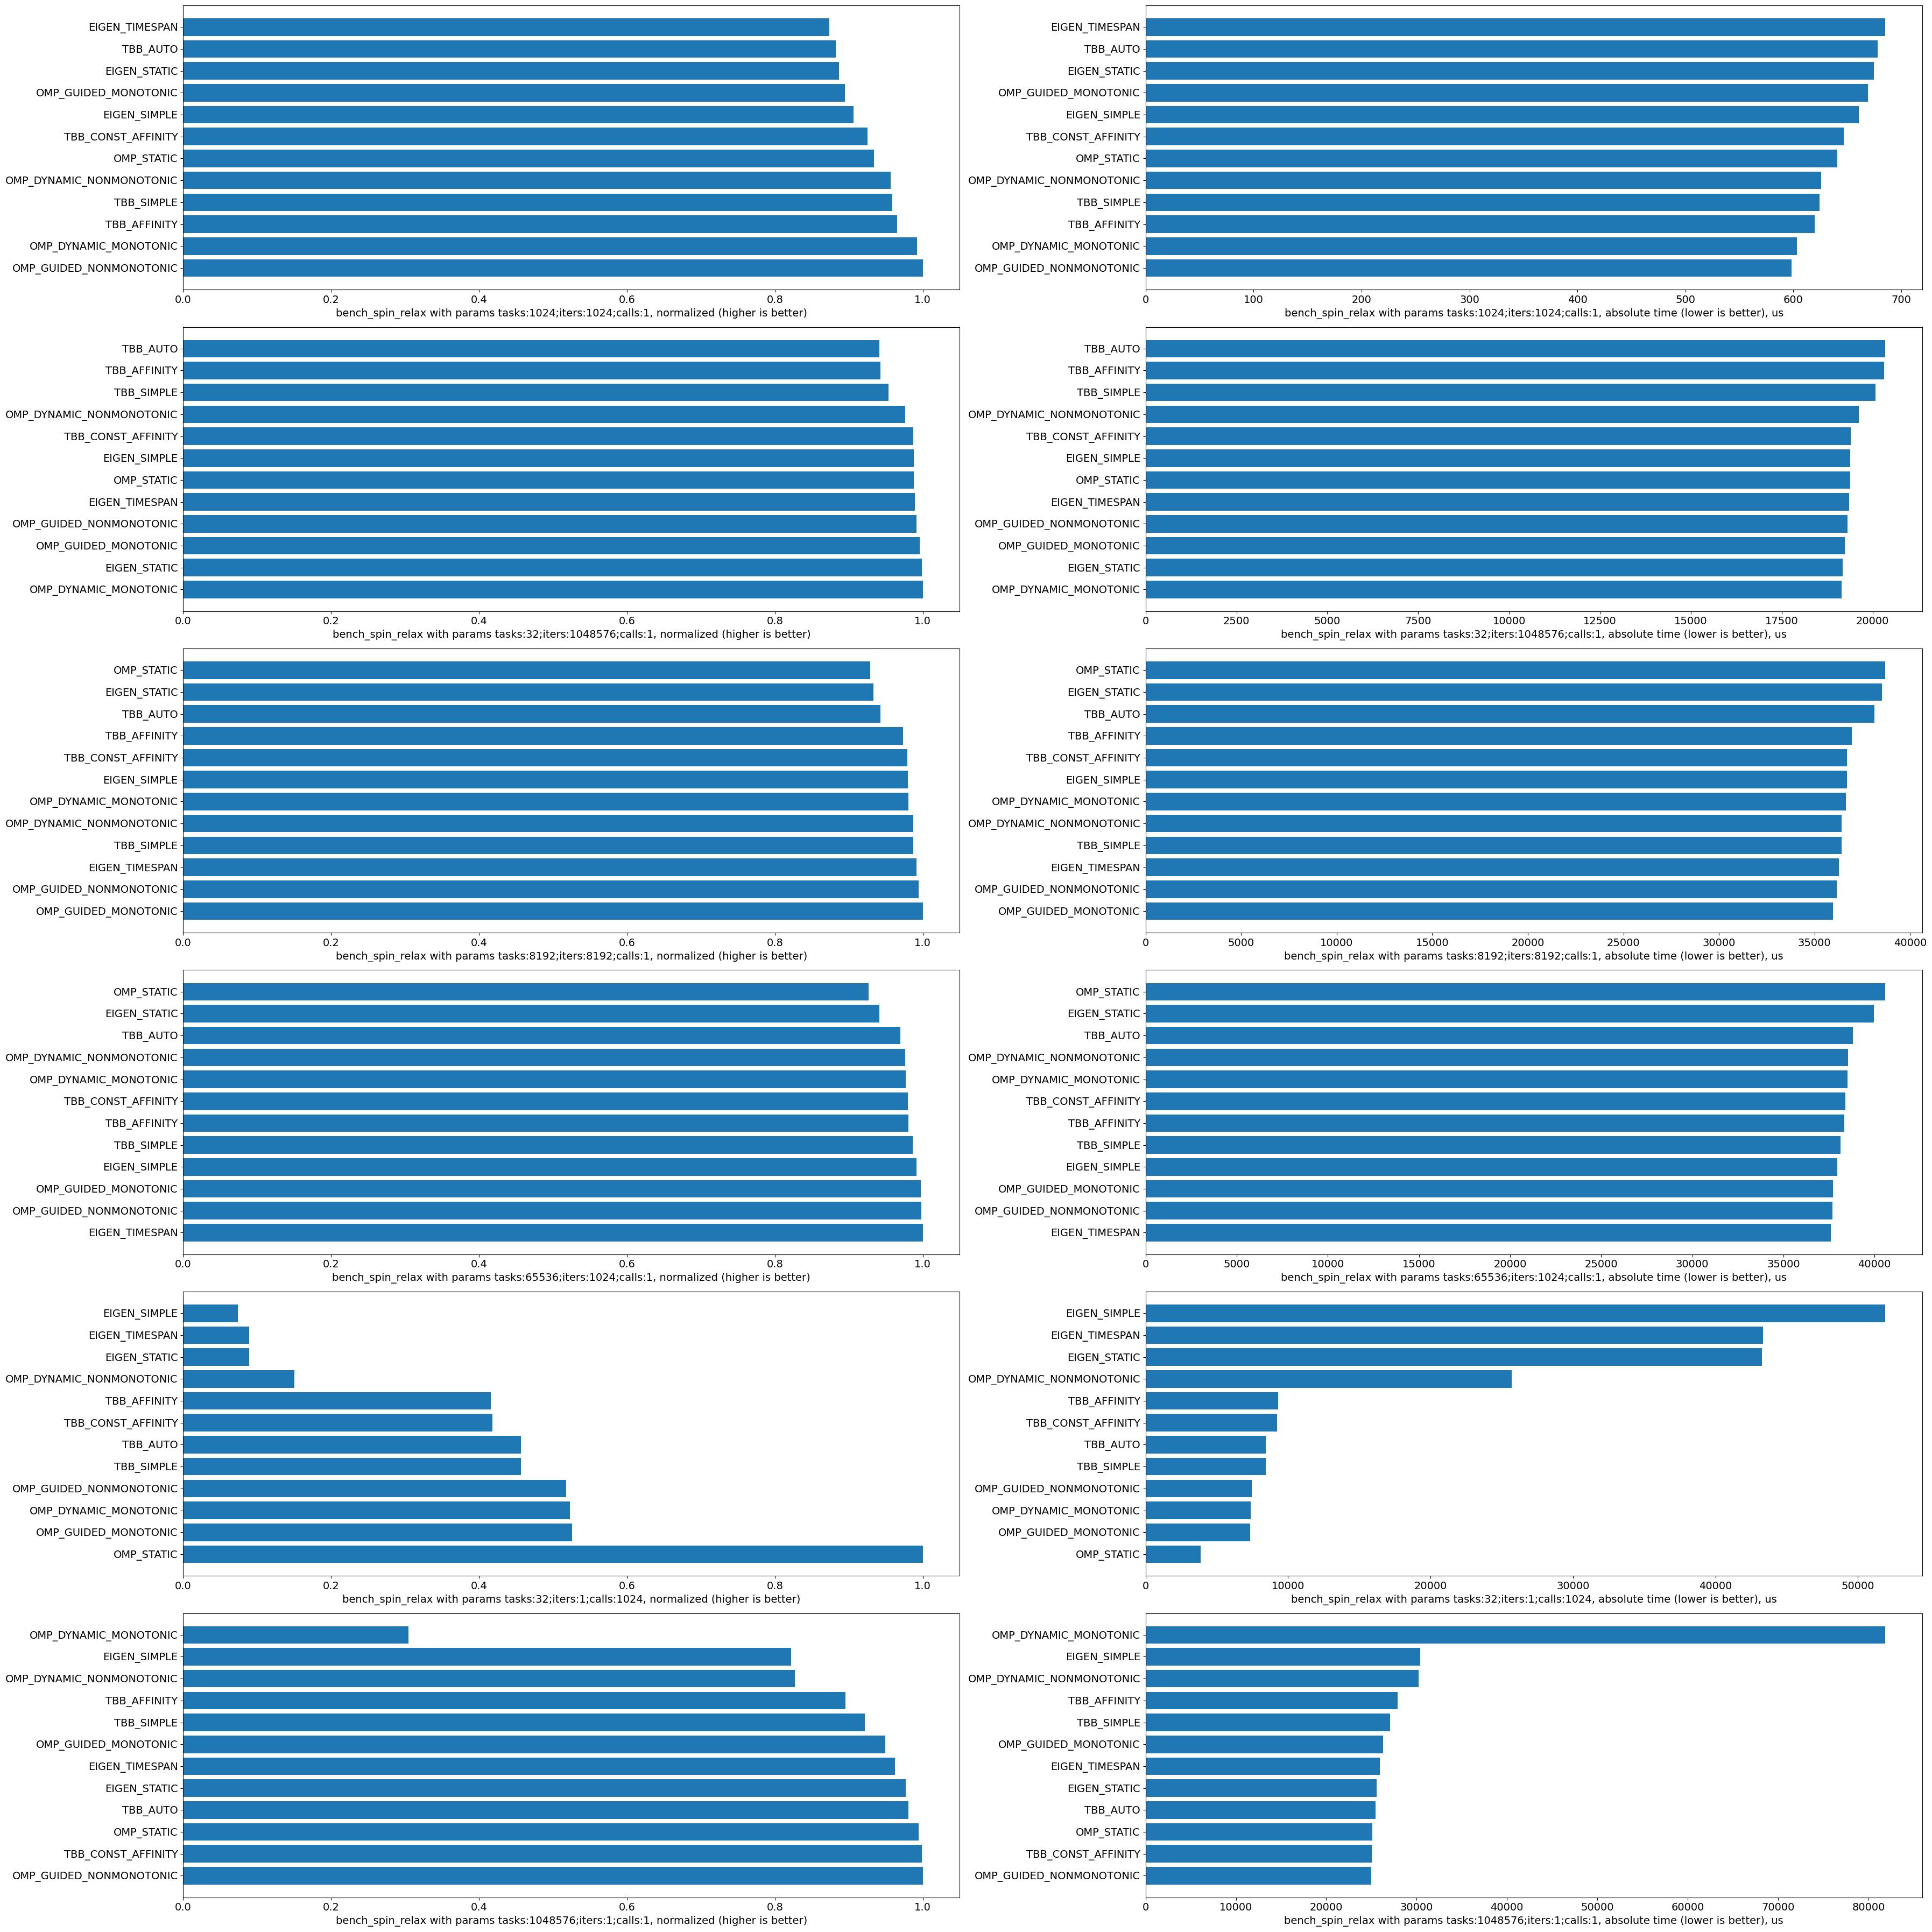 EIGEN_TIMESPAN
TBB_AUTO
EIGEN_STATIC
OMP_GUIDED_MONOTONIC
EIGEN_SIMPLE
TBB_CONST_AFFINITY
OMP_STATIC
OMP_DYNAMIC_NONMONOTONIC
TBB_SIMPLE
TBB_AFFINITY
OMP_DYNAMIC_MONOTONIC
OMP_GUIDED_NONMONOTONIC
0.0 0.2 0.4 0.6 0.8 1.0
bench_spin_relax with params tasks:1024;iters:1024;calls:1, normalized (higher is better)
EIGEN_TIMESPAN
TBB_AUTO
EIGEN_STATIC
OMP_GUIDED_MONOTONIC
EIGEN_SIMPLE
TBB_CONST_AFFINITY
OMP_STATIC
OMP_DYNAMIC_NONMONOTONIC
TBB_SIMPLE
TBB_AFFINITY
OMP_DYNAMIC_MONOTONIC
OMP_GUIDED_NONMONOTONIC
0 100 200 300 400 500 600 700
bench_spin_relax with params tasks:1024;iters:1024;calls:1, absolute time (lower is better), us
TBB_AUTO
TBB_AFFINITY
TBB_SIMPLE
OMP_DYNAMIC_NONMONOTONIC
TBB_CONST_AFFINITY
EIGEN_SIMPLE
OMP_STATIC
EIGEN_TIMESPAN
OMP_GUIDED_NONMONOTONIC
OMP_GUIDED_MONOTONIC
EIGEN_STATIC
OMP_DYNAMIC_MONOTONIC
0.0 0.2 0.4 0.6 0.8 1.0
bench_spin_relax with params tasks:32;iters:1048576;calls:1, normalized (higher is better)
TBB_AUTO
TBB_AFFINITY
TBB_SIMPLE
OMP_DYNAMIC_NONMONOTONIC
TBB_CONST_AFFINITY
EIGEN_SIMPLE
OMP_STATIC
EIGEN_TIMESPAN
OMP_GUIDED_NONMONOTONIC
OMP_GUIDED_MONOTONIC
EIGEN_STATIC
OMP_DYNAMIC_MONOTONIC
0 2500 5000 7500 10000 12500 15000 17500 20000
bench_spin_relax with params tasks:32;iters:1048576;calls:1, absolute time (lower is better), us
OMP_STATIC
EIGEN_STATIC
TBB_AUTO
TBB_AFFINITY
TBB_CONST_AFFINITY
EIGEN_SIMPLE
OMP_DYNAMIC_MONOTONIC
OMP_DYNAMIC_NONMONOTONIC
TBB_SIMPLE
EIGEN_TIMESPAN
OMP_GUIDED_NONMONOTONIC
OMP_GUIDED_MONOTONIC
0.0 0.2 0.4 0.6 0.8 1.0
bench_spin_relax with params tasks:8192;iters:8192;calls:1, normalized (higher is better)
OMP_STATIC
EIGEN_STATIC
TBB_AUTO
TBB_AFFINITY
TBB_CONST_AFFINITY
EIGEN_SIMPLE
OMP_DYNAMIC_MONOTONIC
OMP_DYNAMIC_NONMONOTONIC
TBB_SIMPLE
EIGEN_TIMESPAN
OMP_GUIDED_NONMONOTONIC
OMP_GUIDED_MONOTONIC
0 5000 10000 15000 20000 25000 30000 35000 40000
bench_spin_relax with params tasks:8192;iters:8192;calls:1, absolute time (lower is better), us
OMP_STATIC
EIGEN_STATIC
TBB_AUTO
OMP_DYNAMIC_NONMONOTONIC
OMP_DYNAMIC_MONOTONIC
TBB_CONST_AFFINITY
TBB_AFFINITY
TBB_SIMPLE
EIGEN_SIMPLE
OMP_GUIDED_MONOTONIC
OMP_GUIDED_NONMONOTONIC
EIGEN_TIMESPAN
0.0 0.2 0.4 0.6 0.8 1.0
bench_spin_relax with params tasks:65536;iters:1024;calls:1, normalized (higher is better)
OMP_STATIC
EIGEN_STATIC
TBB_AUTO
OMP_DYNAMIC_NONMONOTONIC
OMP_DYNAMIC_MONOTONIC
TBB_CONST_AFFINITY
TBB_AFFINITY
TBB_SIMPLE
EIGEN_SIMPLE
OMP_GUIDED_MONOTONIC
OMP_GUIDED_NONMONOTONIC
EIGEN_TIMESPAN
0 5000 10000 15000 20000 25000 30000 35000 40000
bench_spin_relax with params tasks:65536;iters:1024;calls:1, absolute time (lower is better), us
EIGEN_SIMPLE
EIGEN_TIMESPAN
EIGEN_STATIC
OMP_DYNAMIC_NONMONOTONIC
TBB_AFFINITY
TBB_CONST_AFFINITY
TBB_AUTO
TBB_SIMPLE
OMP_GUIDED_NONMONOTONIC
OMP_DYNAMIC_MONOTONIC
OMP_GUIDED_MONOTONIC
OMP_STATIC
0.0 0.2 0.4 0.6 0.8 1.0
bench_spin_relax with params tasks:32;iters:1;calls:1024, normalized (higher is better)
EIGEN_SIMPLE
EIGEN_TIMESPAN
EIGEN_STATIC
OMP_DYNAMIC_NONMONOTONIC
TBB_AFFINITY
TBB_CONST_AFFINITY
TBB_AUTO
TBB_SIMPLE
OMP_GUIDED_NONMONOTONIC
OMP_DYNAMIC_MONOTONIC
OMP_GUIDED_MONOTONIC
OMP_STATIC
0 10000 20000 30000 40000 50000
bench_spin_relax with params tasks:32;iters:1;calls:1024, absolute time (lower is better), us
OMP_DYNAMIC_MONOTONIC
EIGEN_SIMPLE
OMP_DYNAMIC_NONMONOTONIC
TBB_AFFINITY
TBB_SIMPLE
OMP_GUIDED_MONOTONIC
EIGEN_TIMESPAN
EIGEN_STATIC
TBB_AUTO
OMP_STATIC
TBB_CONST_AFFINITY
OMP_GUIDED_NONMONOTONIC
0.0 0.2 0.4 0.6 0.8 1.0
bench_spin_relax with params tasks:1048576;iters:1;calls:1, normalized (higher is better)
OMP_DYNAMIC_MONOTONIC
EIGEN_SIMPLE
OMP_DYNAMIC_NONMONOTONIC
TBB_AFFINITY
TBB_SIMPLE
OMP_GUIDED_MONOTONIC
EIGEN_TIMESPAN
EIGEN_STATIC
TBB_AUTO
OMP_STATIC
TBB_CONST_AFFINITY
OMP_GUIDED_NONMONOTONIC
0 10000 20000 30000 40000 50000 60000 70000 80000
bench_spin_relax with params tasks:1048576;iters:1;calls:1, absolute time (lower is better), us